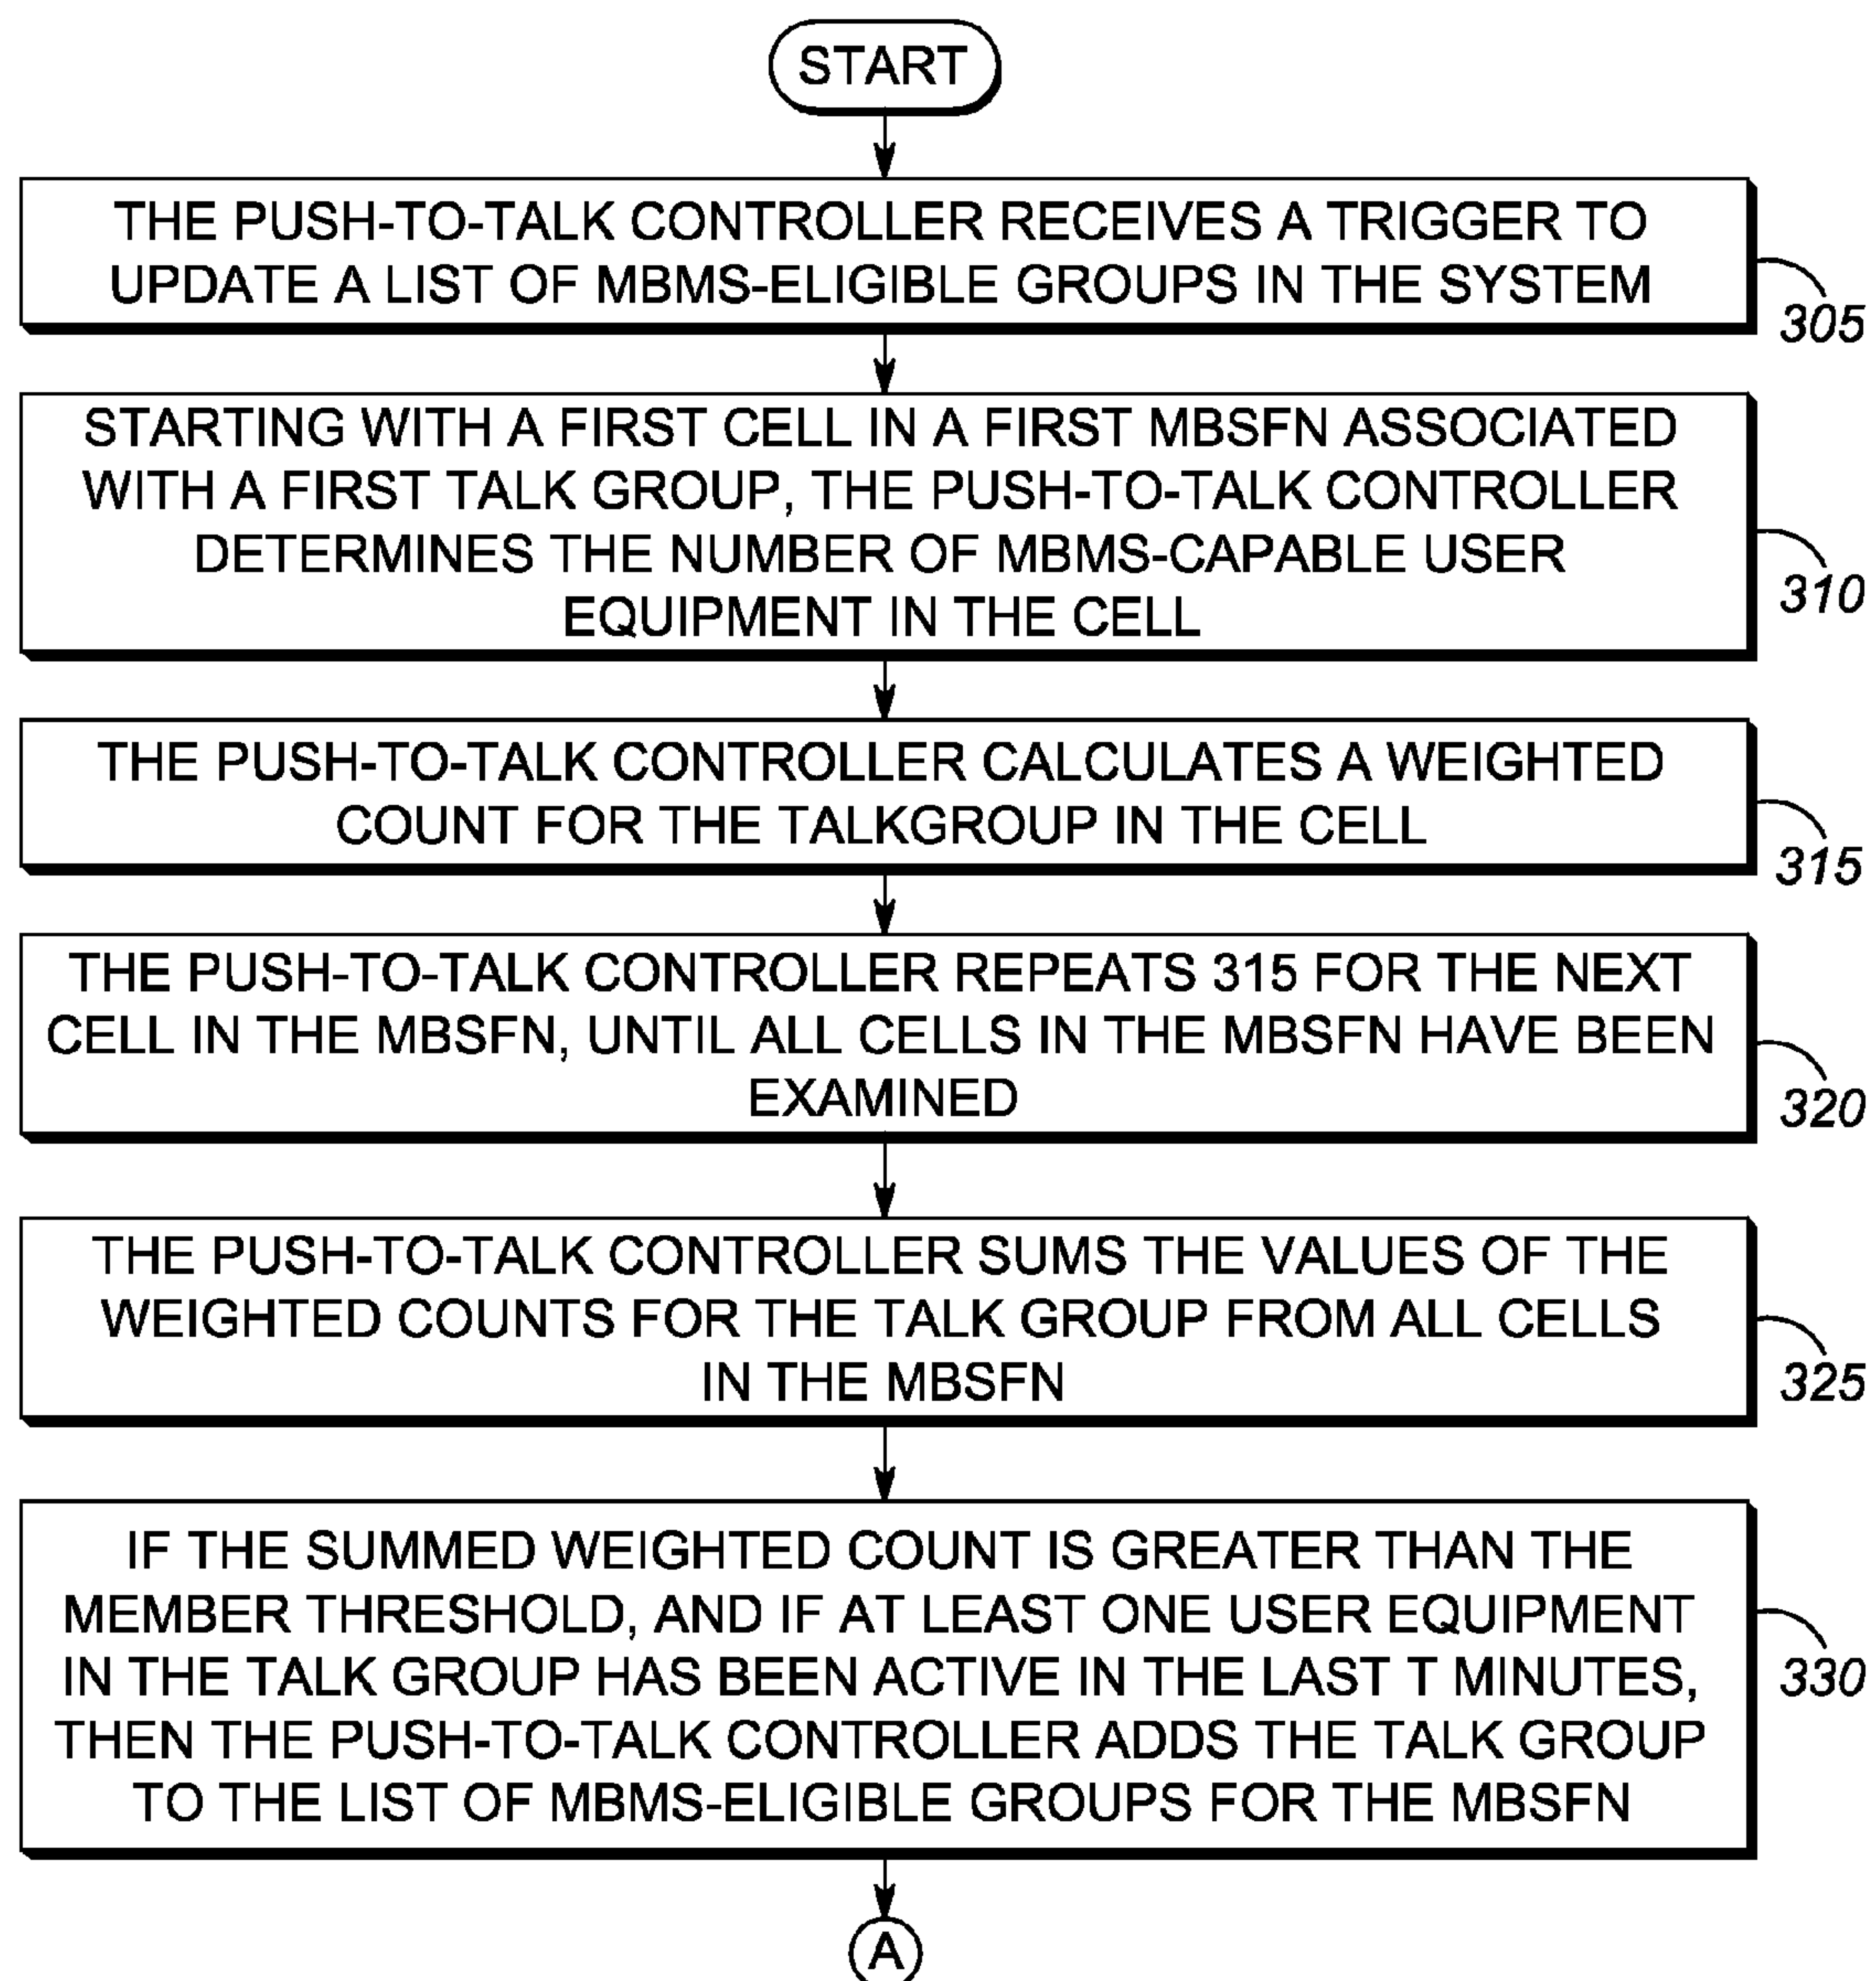 START
THE PUSH-TO-TALK CONTROLLER RECEIVES A TRIGGER TO
UPDATE A LIST OF MBMS-ELIGIBLE GROUPS IN THE SYSTEM
305
STARTING WITH A FIRST CELL IN A FIRST MBSFN ASSOCIATED
WITH A FIRST TALK GROUP, THE PUSH-TO-TALK CONTROLLER
DETERMINES THE NUMBER OF MBMS-CAPABLE USER
EQUIPMENT IN THE CELL
310
THE PUSH-TO-TALK CONTROLLER CALCULATES A WEIGHTED
COUNT FOR THE TALKGROUP IN THE CELL
315
THE PUSH-TO-TALK CONTROLLER REPEATS 315 FOR THE NEXT
CELL IN THE MBSFN, UNTIL ALL CELLS IN THE MBSFN HAVE BEEN
EXAMINED
320
THE PUSH-TO-TALK CONTROLLER SUMS THE VALUES OF THE
WEIGHTED COUNTS FOR THE TALK GROUP FROM ALL CELLS
IN THE MBSFN
325
IF THE SUMMED WEIGHTED COUNT IS GREATER THAN THE
MEMBER THRESHOLD, AND IF AT LEAST ONE USER EQUIPMENT
IN THE TALK GROUP HAS BEEN ACTIVE IN THE LAST T MINUTES,
THEN THE PUSH-TO-TALK CONTROLLER ADDS THE TALK GROUP
TO THE LIST OF MBMS-ELIGIBLE GROUPS FOR THE MBSFN
330
A